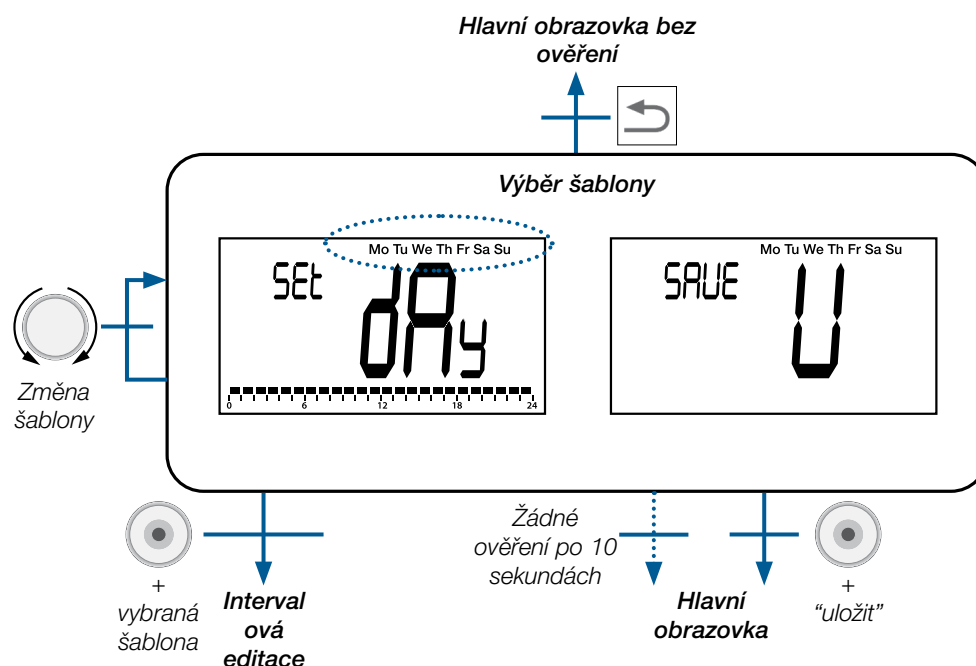 Hlavní obrazovka bez
ověření
Výběr šablony
Mo Tu We Th Fr Sa Su
SEt
dAy
0 6 12 18 24
Mo Tu We Th Fr Sa Su
SAVE
U
Změna
šablony
+
vybraná
šablona
Interval
ová
editace
Žádné
ověření po 10
sekundách
Hlavní
obrazovka
+
“uložit”